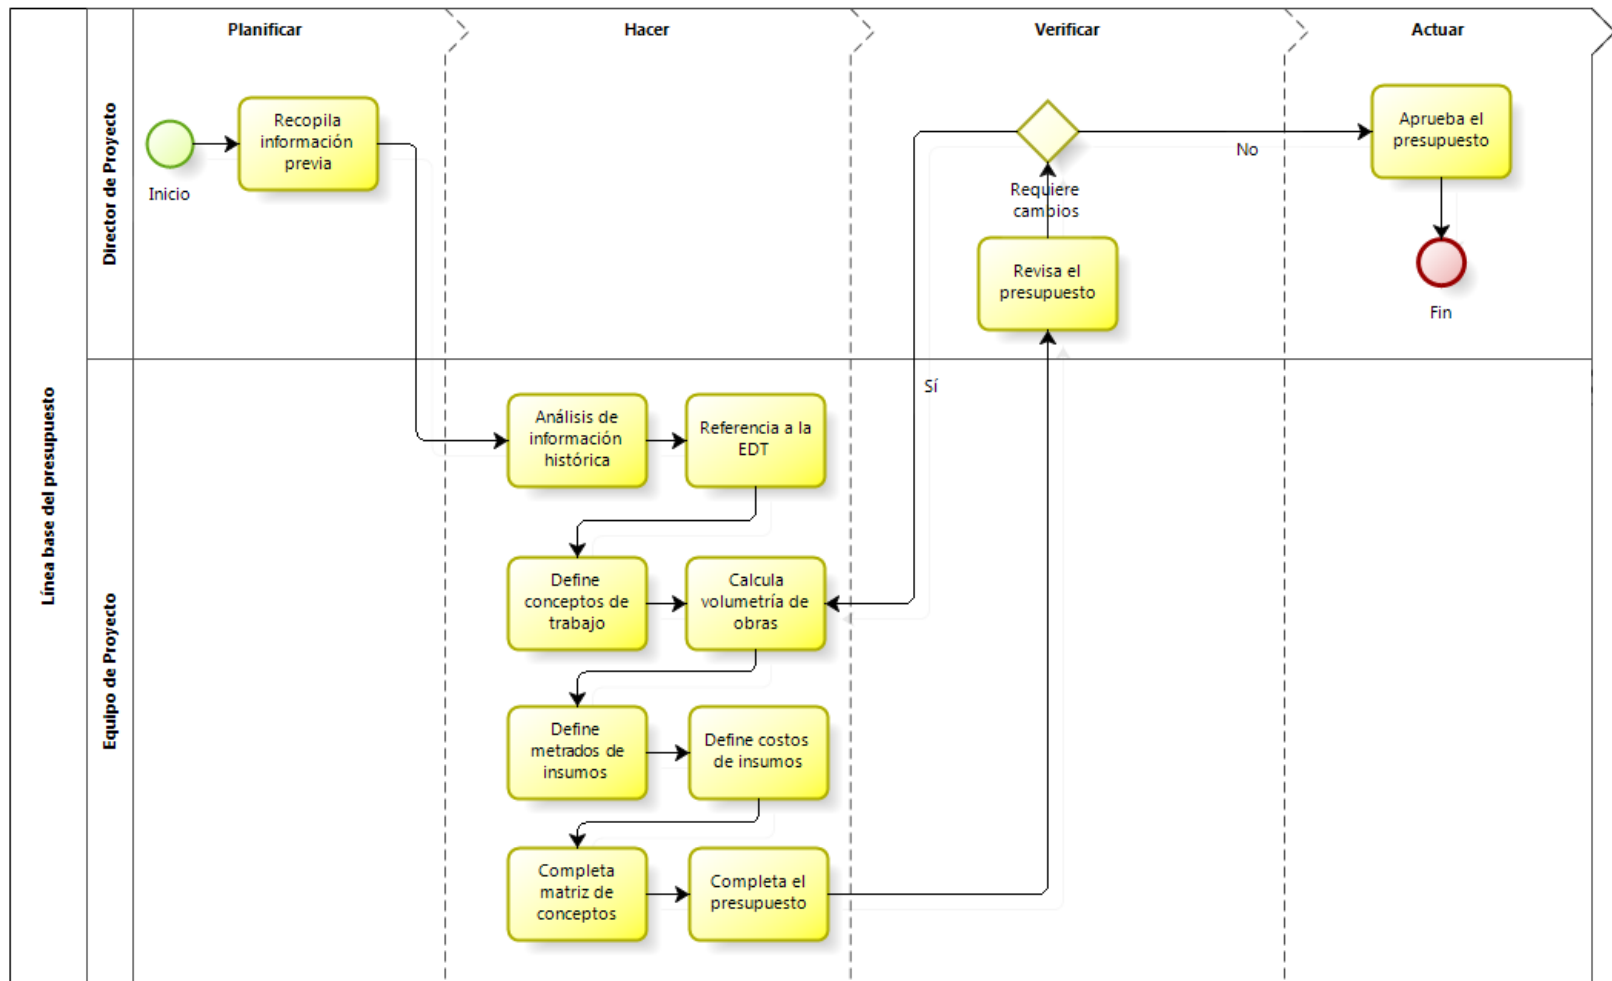 Planificar
Hacer
Verificar
Actuar
Línea base del presupuesto
Director de Proyecto
Inicio
Recopila
información
previa
Requiere
cambios
No
Sí
Revisa el
presupuesto
Aprueba el
presupuesto
Fin
Equipo de Proyecto
Análisis de
información
histórica
Referencia a la
EDT
Define
conceptos de
trabajo
Calcula
volumetría de
obras
Define
metrados de
insumos
Define costos
de insumos
Completa
matriz de
conceptos
Completa el
presupuesto